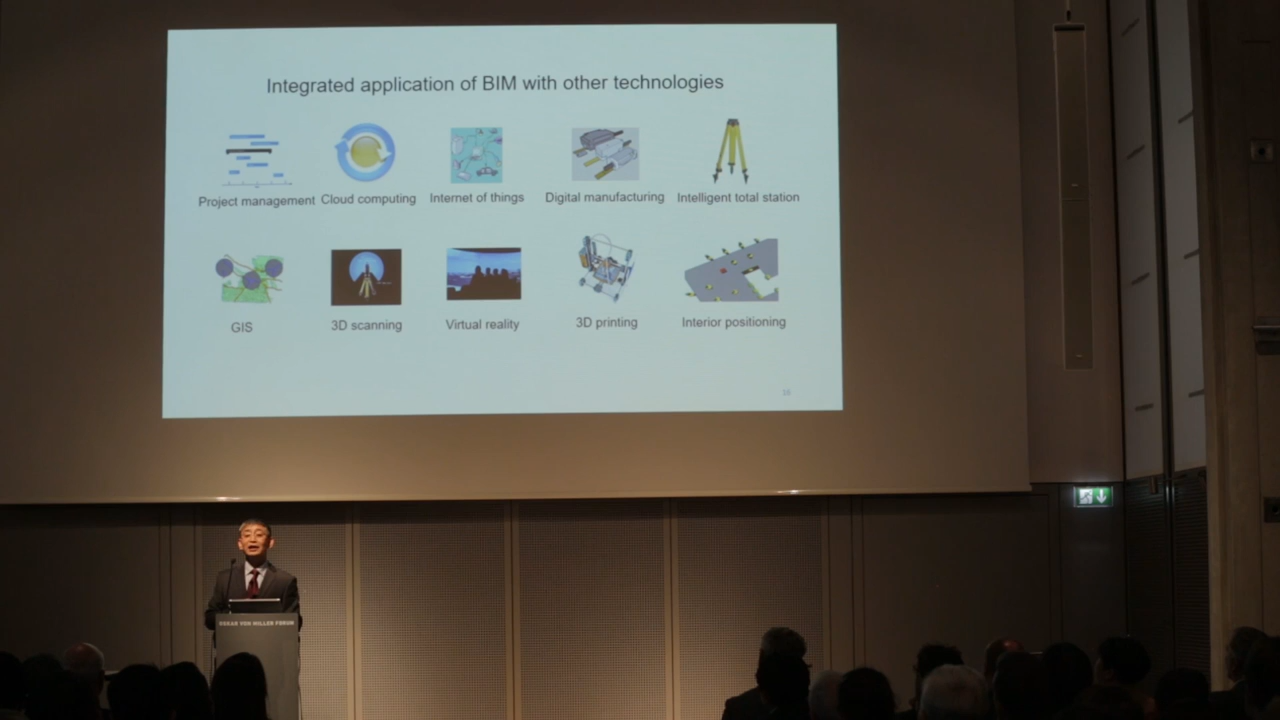 Integrated application of BIM with other technologies
Project management Cloud computing Internet of things Digital manufacturing Intelligent total station
GIS 3D scanning Virtual reality 3D printing Interior positioning
OSKAR VON MILLER FORUM